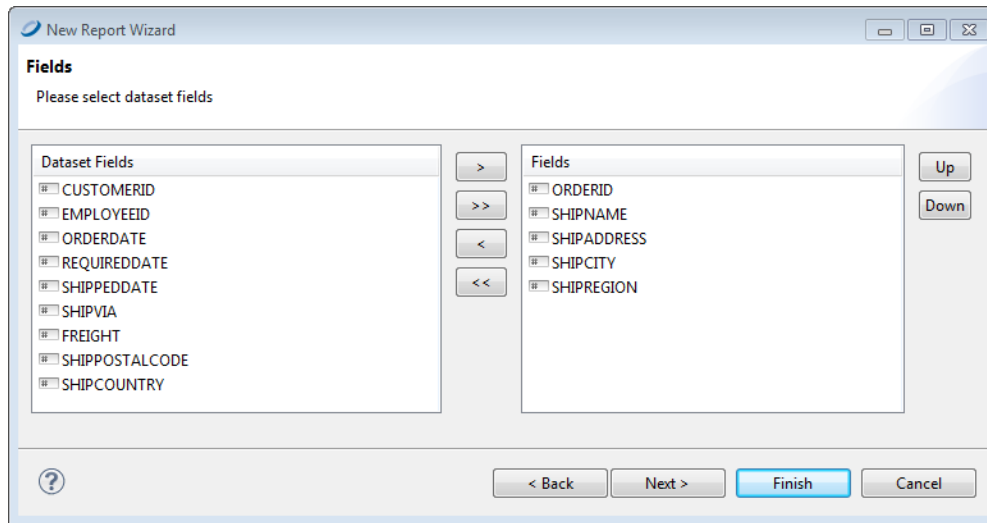 New Report Wizard
Fields
Please select dataset fields
Dataset Fields
CUSTOMERID
EMPLOYEEID
ORDERDATE
REQUIREDDATE
SHIPPEDDATE
SHIPVIA
FREIGHT
SHIPPOSTALCODE
SHIPCOUNTRY
>
>>
<
<<
Fields
ORDERID
SHIPNAME
SHIPADDRESS
SHIPCITY
SHIPREGION
Up
Down
?
< Back
Next >
Finish
Cancel